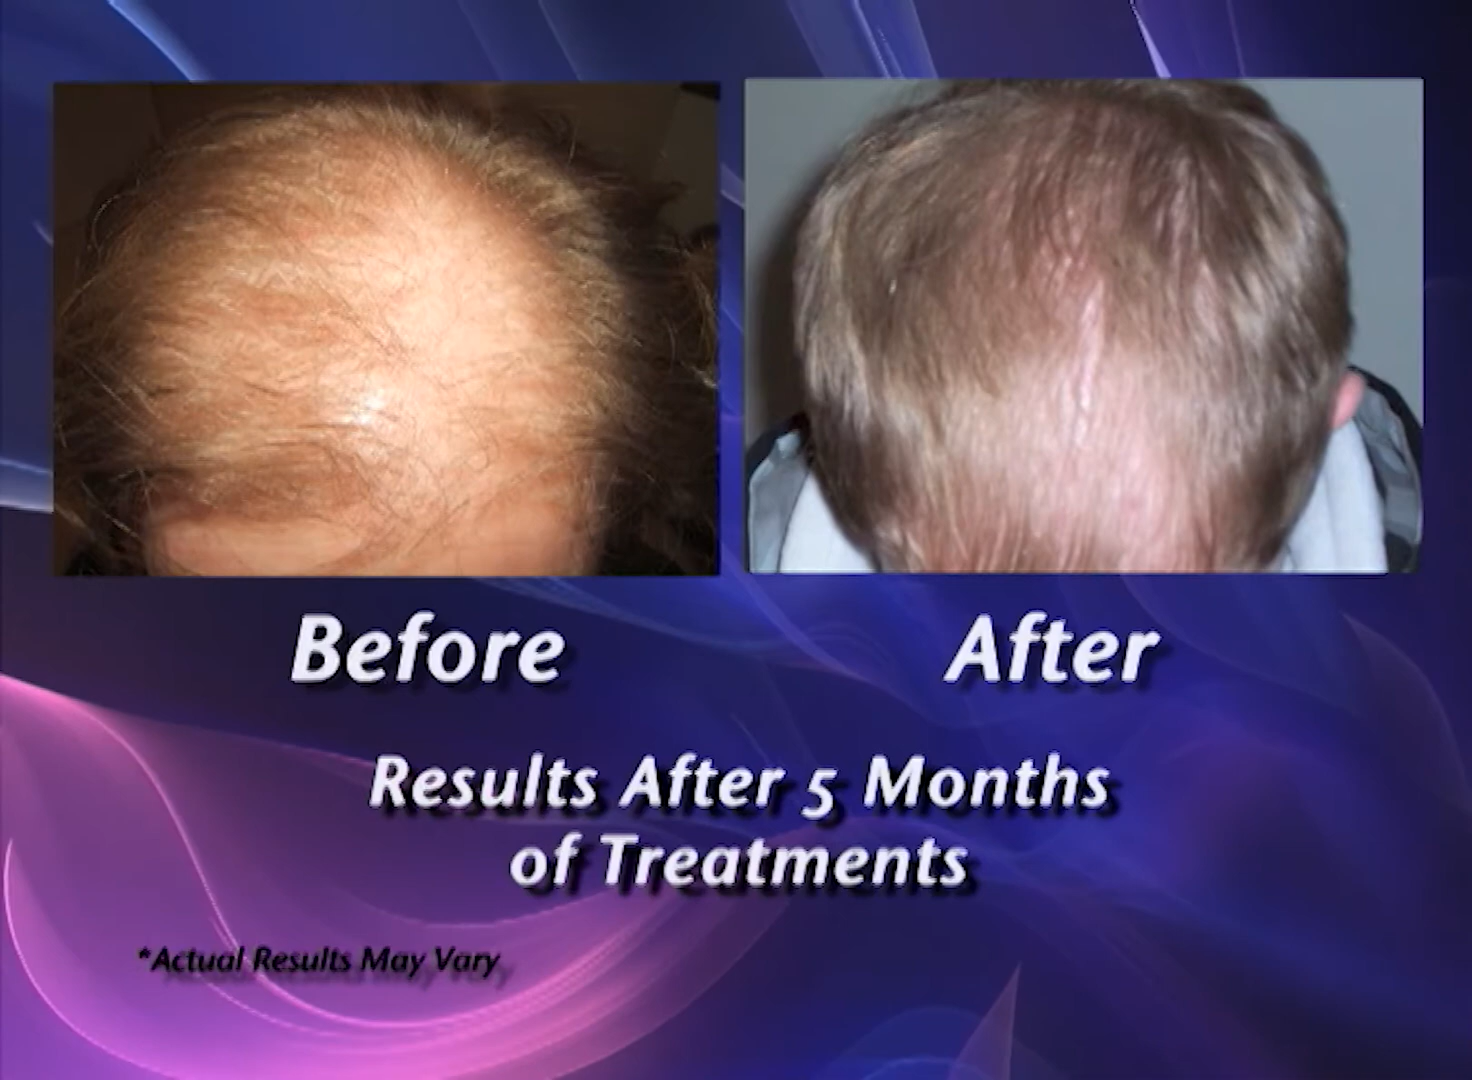 Before
After
Results After 5 Months
of Treatments
*Actual Results May Vary